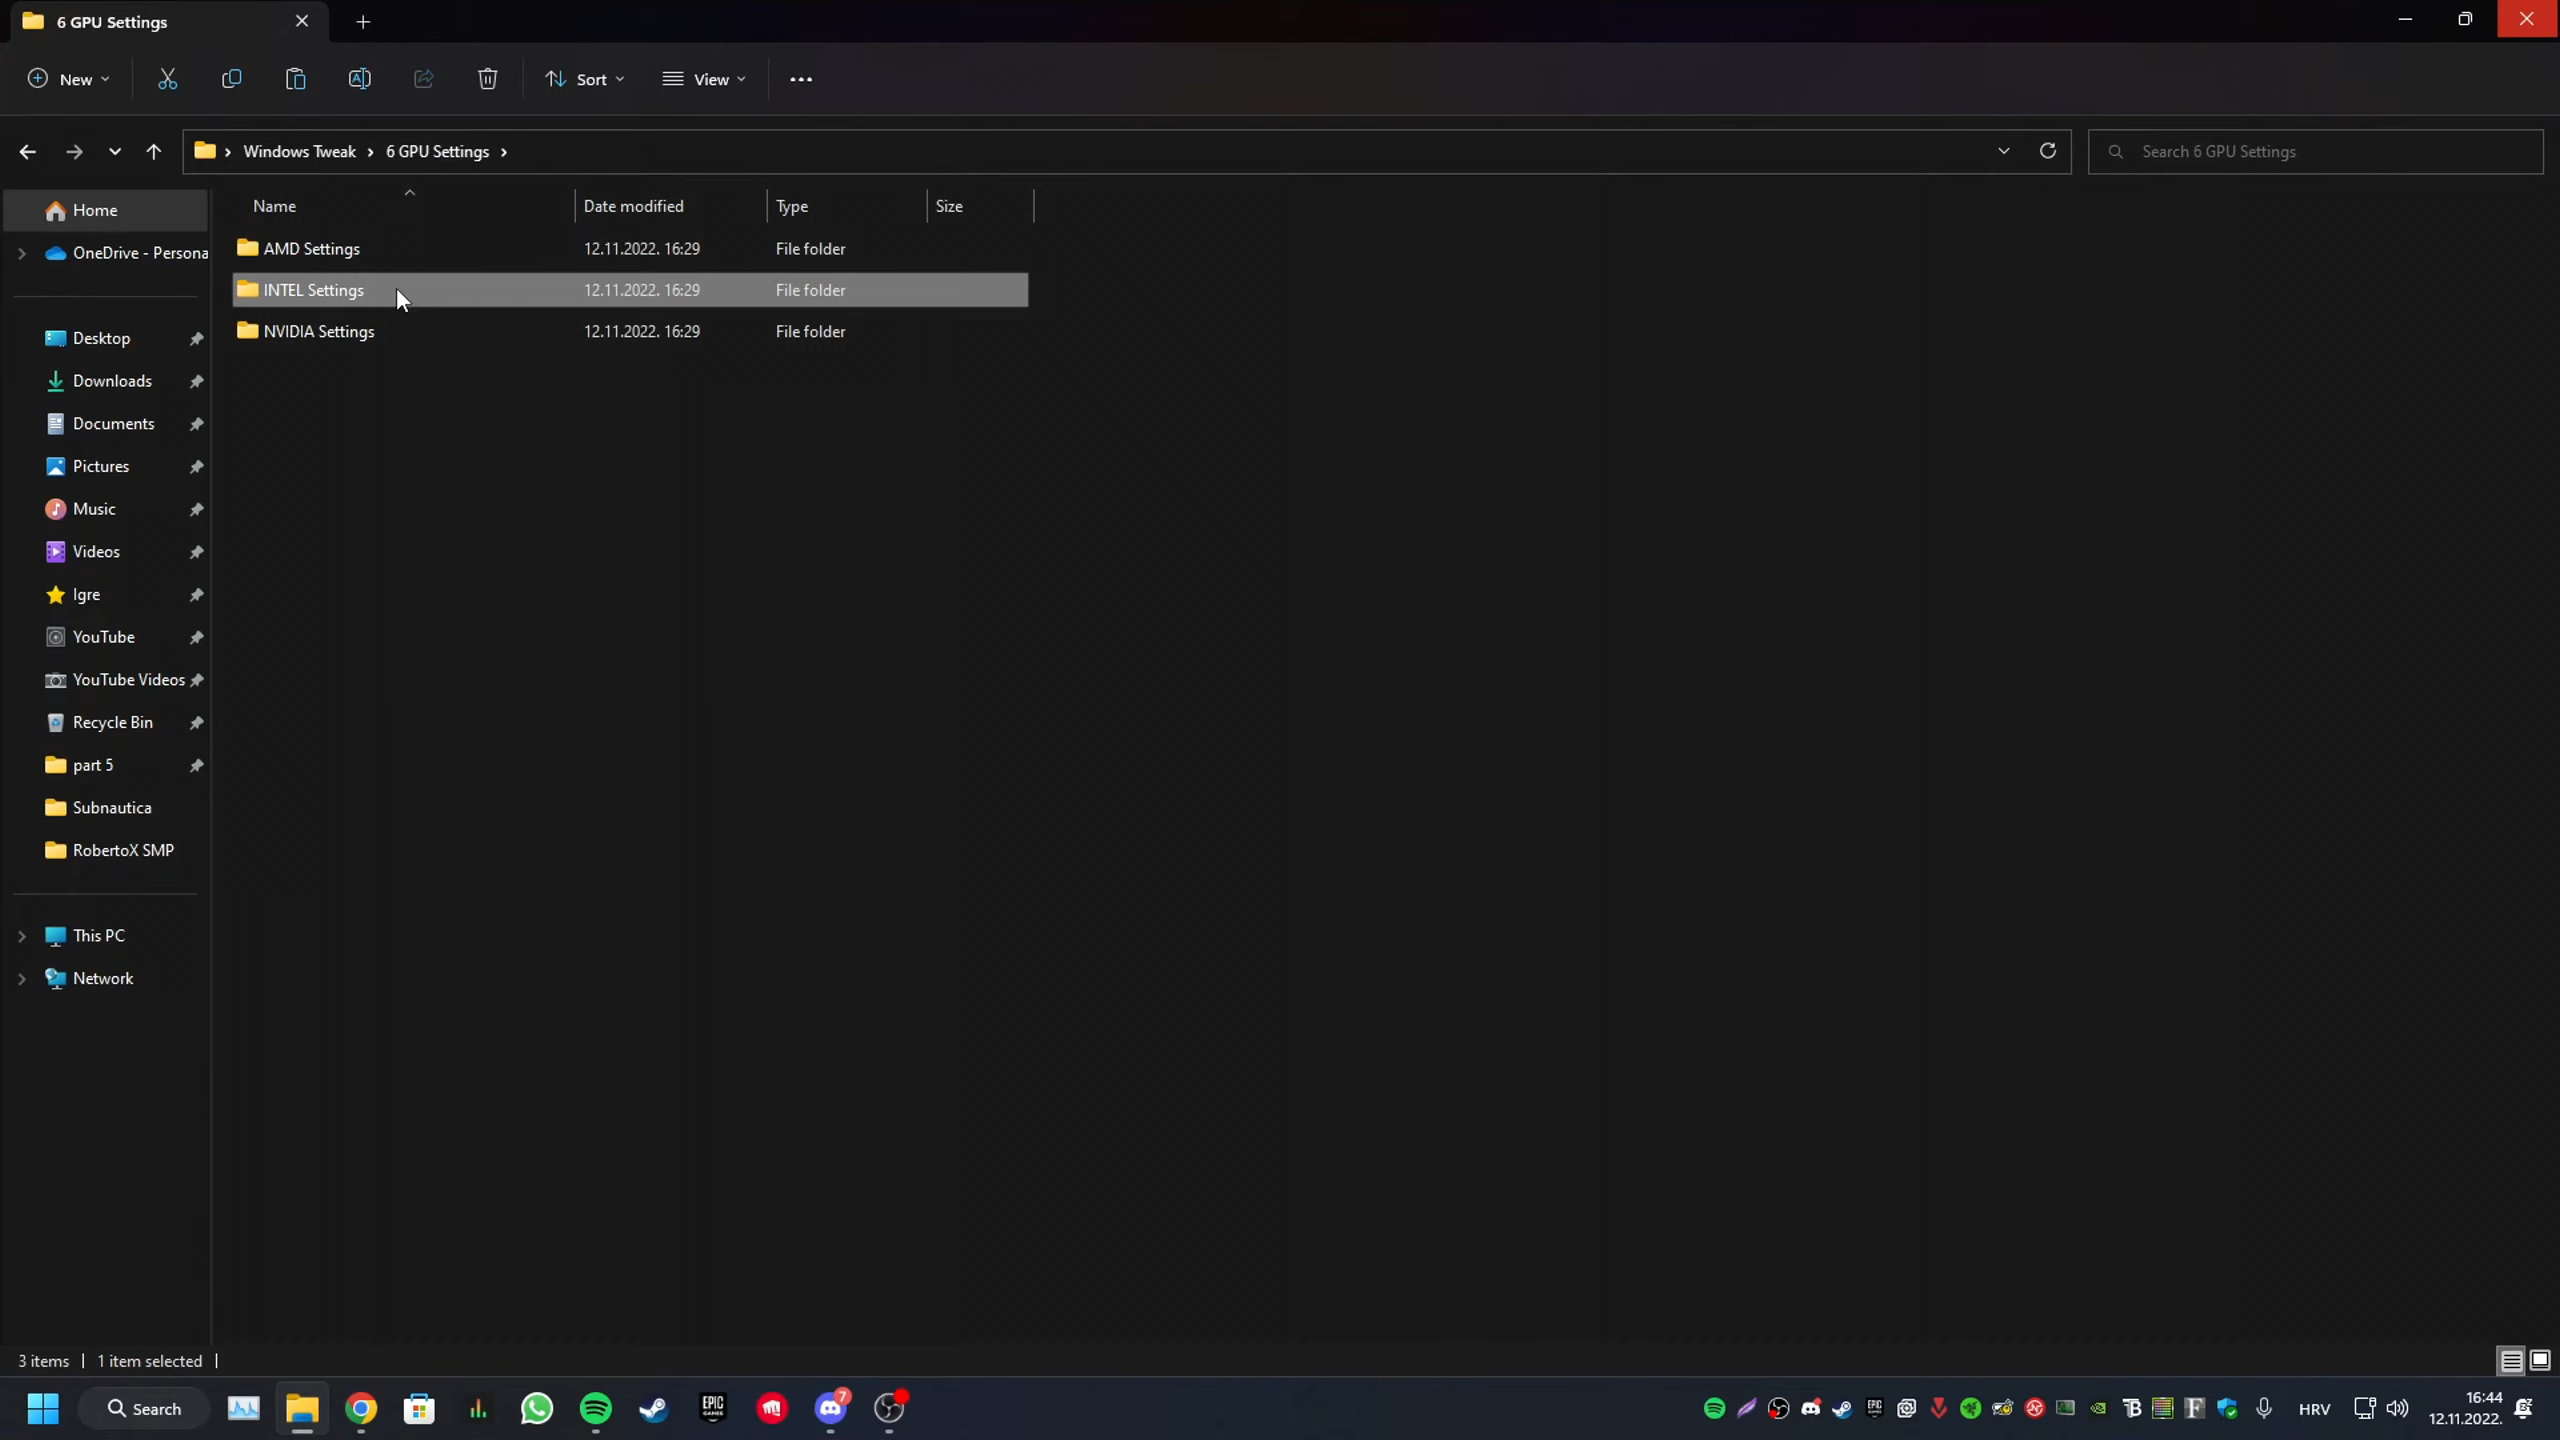 6 GPU Settings
New
Sort
View
Windows Tweak
6 GPU Settings
Search 6 GPU Settings
Name
Date modified
Type
Size
AMD Settings 12.11.2022. 16:29 File folder
INTEL Settings 12.11.2022. 16:29 File folder
NVIDIA Settings 12.11.2022. 16:29 File folder
Home
OneDrive - Persona
Desktop
Downloads
Documents
Pictures
Music
Videos
Igre
YouTube
YouTube Videos
Recycle Bin
part 5
Subnautica
RobertoX SMP
This PC
Network
3 items
1 item selected
Search
EPIC
GAMES
7
HRV
16:44
12.11.2022.